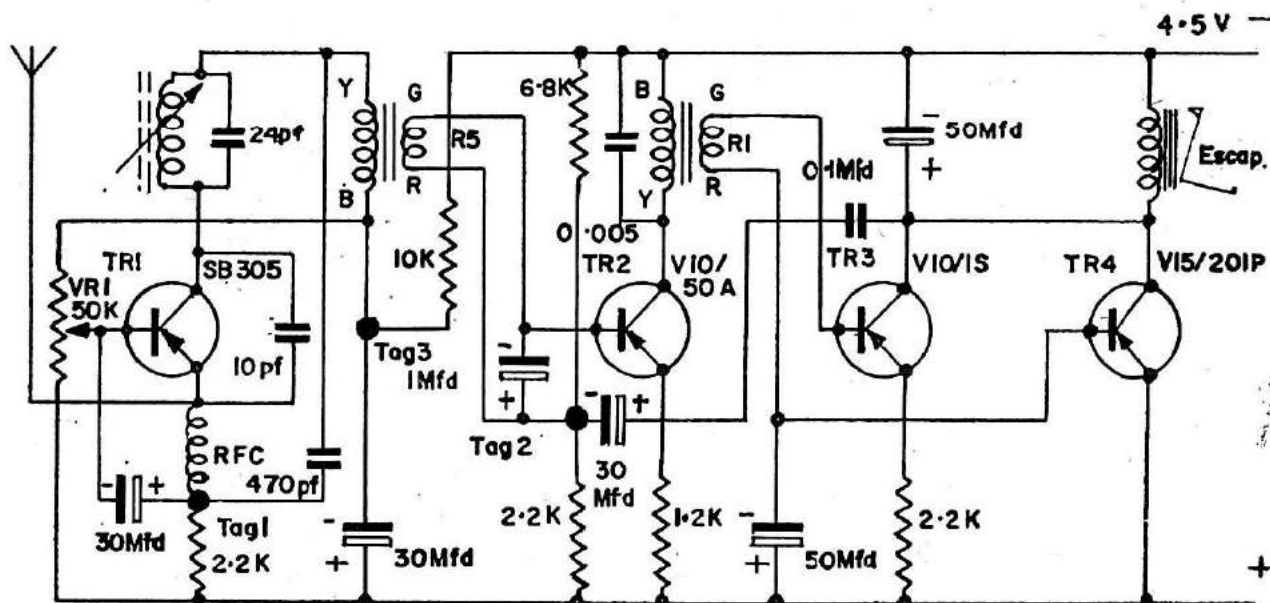 4.5 V −
Y
G
6.8K
B
G
−
50Mfd
24pf
R5
R1
Escap.
B
R
Y
R
0.1Mfd
+
0.005
TR1
SB305
10K
TR2
V10/
50A
TR3
V10/1S
TR4
V15/201P
VR1
50K
10pf
Tag3
1Mfd
−
+
− +
Tag2
RFC
470pf
30
Mfd
− +
30Mfd
Tag1
2.2K
−
+
30Mfd
2.2K
1.2K
−
+
50Mfd
2.2K
+